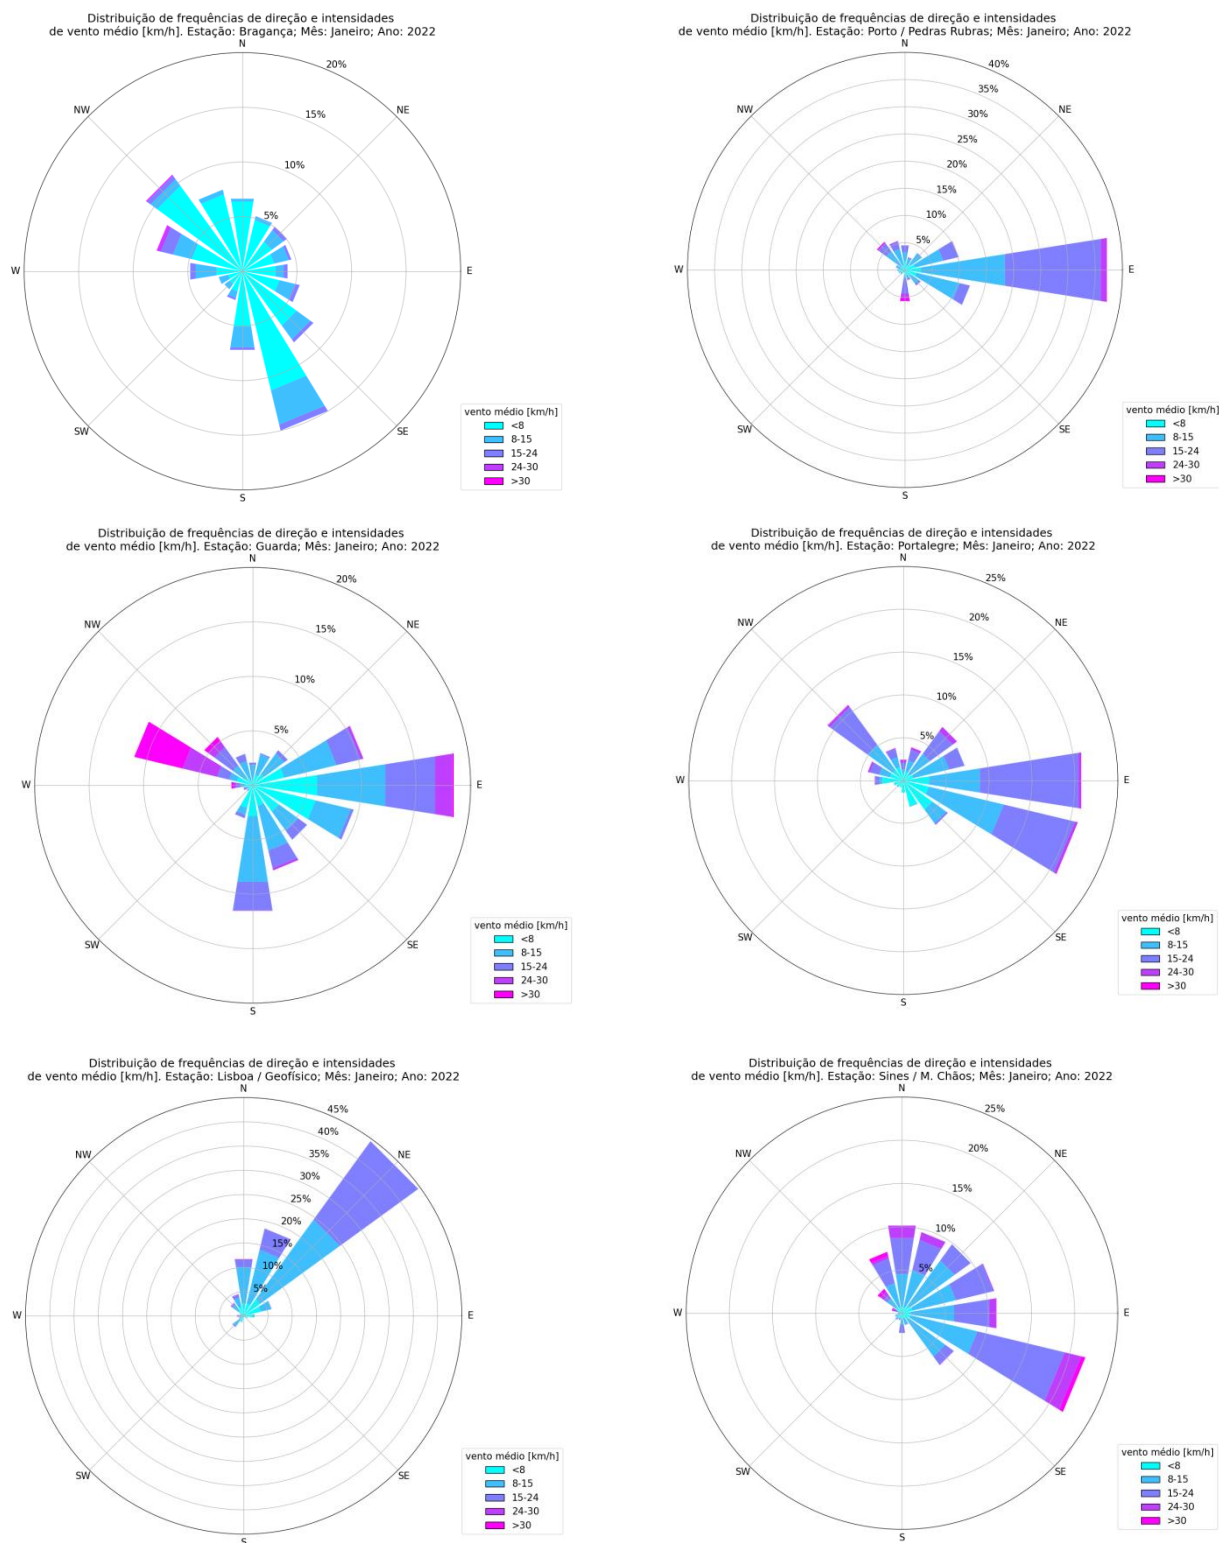 Distribuição de frequências de direção e intensidades
de vento médio [km/h]. Estação: Bragança; Mês: Janeiro; Ano: 2022
N
20%
NW
15%
NE
10%
5%
W
E
SW
SE
S
vento médio [km/h]
<8
8-15
15-24
24-30
>30
Distribuição de frequências de direção e intensidades
de vento médio [km/h]. Estação: Porto / Pedras Rubras; Mês: Janeiro; Ano: 2022
N
40%
35%
NW
NE
30%
25%
20%
15%
10%
5%
W
E
SW
SE
S
vento médio [km/h]
<8
8-15
15-24
24-30
>30
Distribuição de frequências de direção e intensidades
de vento médio [km/h]. Estação: Guarda; Mês: Janeiro; Ano: 2022
N
20%
NW
NE
15%
10%
5%
W
E
SW
SE
S
vento médio [km/h]
<8
8-15
15-24
24-30
>30
Distribuição de frequências de direção e intensidades
de vento médio [km/h]. Estação: Portalegre; Mês: Janeiro; Ano: 2022
N
25%
20%
NW
NE
15%
10%
5%
W
E
SW
SE
S
vento médio [km/h]
<8
8-15
15-24
24-30
>30
Distribuição de frequências de direção e intensidades
de vento médio [km/h]. Estação: Lisboa / Geofísico; Mês: Janeiro; Ano: 2022
N
45%
40%
35%
NW
NE
30%
25%
20%
15%
10%
5%
W
E
SW
SE
S
vento médio [km/h]
<8
8-15
15-24
24-30
>30
Distribuição de frequências de direção e intensidades
de vento médio [km/h]. Estação: Sines / M. Chãos; Mês: Janeiro; Ano: 2022
N
25%
20%
NW
NE
15%
10%
5%
W
E
SW
SE
S
vento médio [km/h]
<8
8-15
15-24
24-30
>30